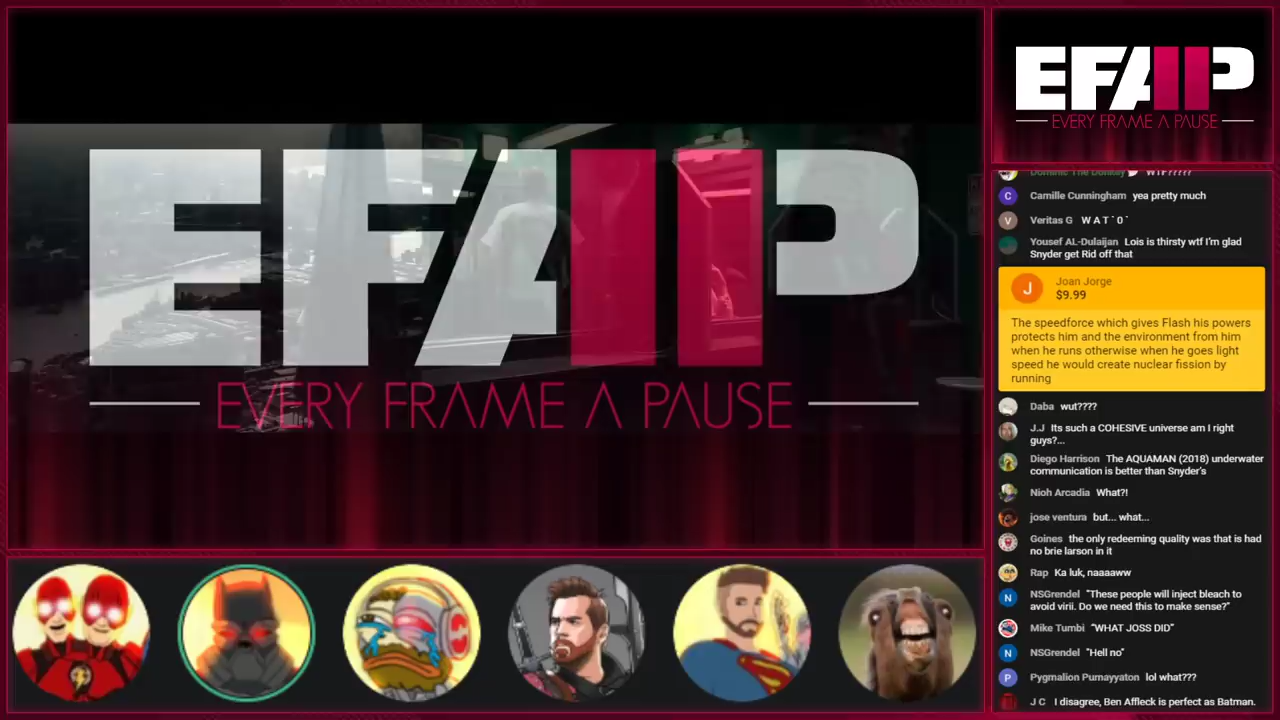 EFAP
EVERY FRAME A PAUSE
EFAP
EVERY FRAME A PAUSE
Dominic The Donkey WTF?????
C Camille Cunningham yea pretty much
V Veritas G W A T ` O `
Yousef AL-Dulaijan Lois is thirsty wtf I'm glad
Snyder get Rid off that
J Joan Jorge
$9.99
The speedforce which gives Flash his powers
protects him and the environment from him
when he runs otherwise when he goes light
speed he would create nuclear fission by
running
Daba wut????
J.J Its such a COHESIVE universe am I right
guys?...
Diego Harrison The AQUAMAN (2018) underwater
communication is better than Snyder's
Nioh Arcadia What?!
jose ventura but... what...
Goines the only redeeming quality was that is had
no brie larson in it
Rap Ka luk, naaaaww
N NSGrendel "These people will inject bleach to
avoid virii. Do we need this to make sense?"
Mike Tumbi "WHAT JOSS DID"
N NSGrendel "Hell no"
P Pygmalion Pumayyaton lol what???
J C I disagree, Ben Affleck is perfect as Batman.